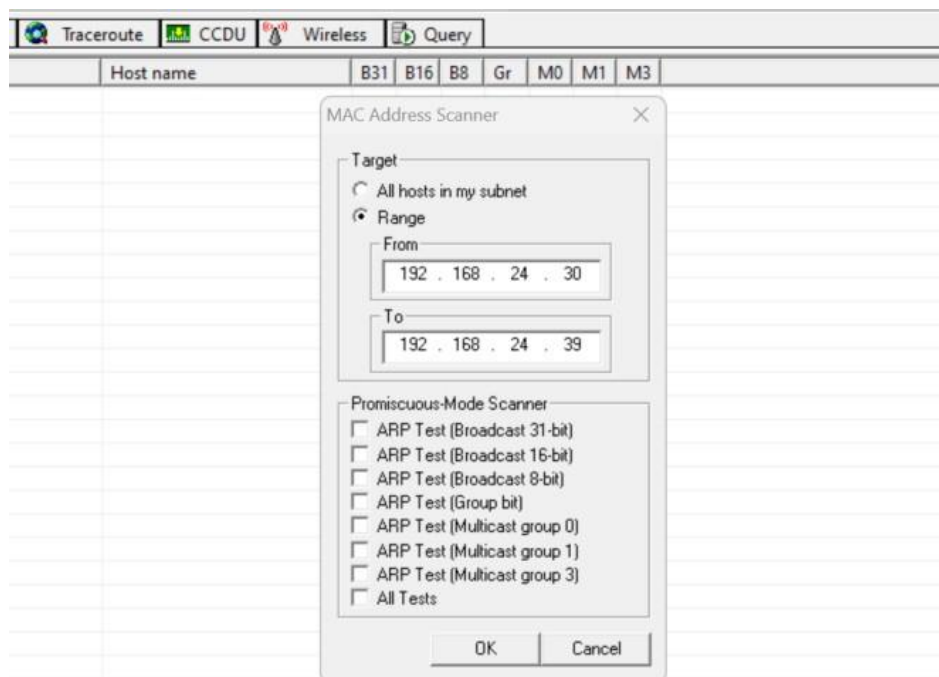 Traceroute CCDU Wireless Query
Host name B31 B16 B8 Gr M0 M1 M3
MAC Address Scanner
Target
All hosts in my subnet
Range
From
192 . 168 . 24 . 30
To
192 . 168 . 24 . 39
Promiscuous-Mode Scanner
ARP Test (Broadcast 31-bit)
ARP Test (Broadcast 16-bit)
ARP Test (Broadcast 8-bit)
ARP Test (Group bit)
ARP Test (Multicast group 0)
ARP Test (Multicast group 1)
ARP Test (Multicast group 3)
All Tests
OK Cancel